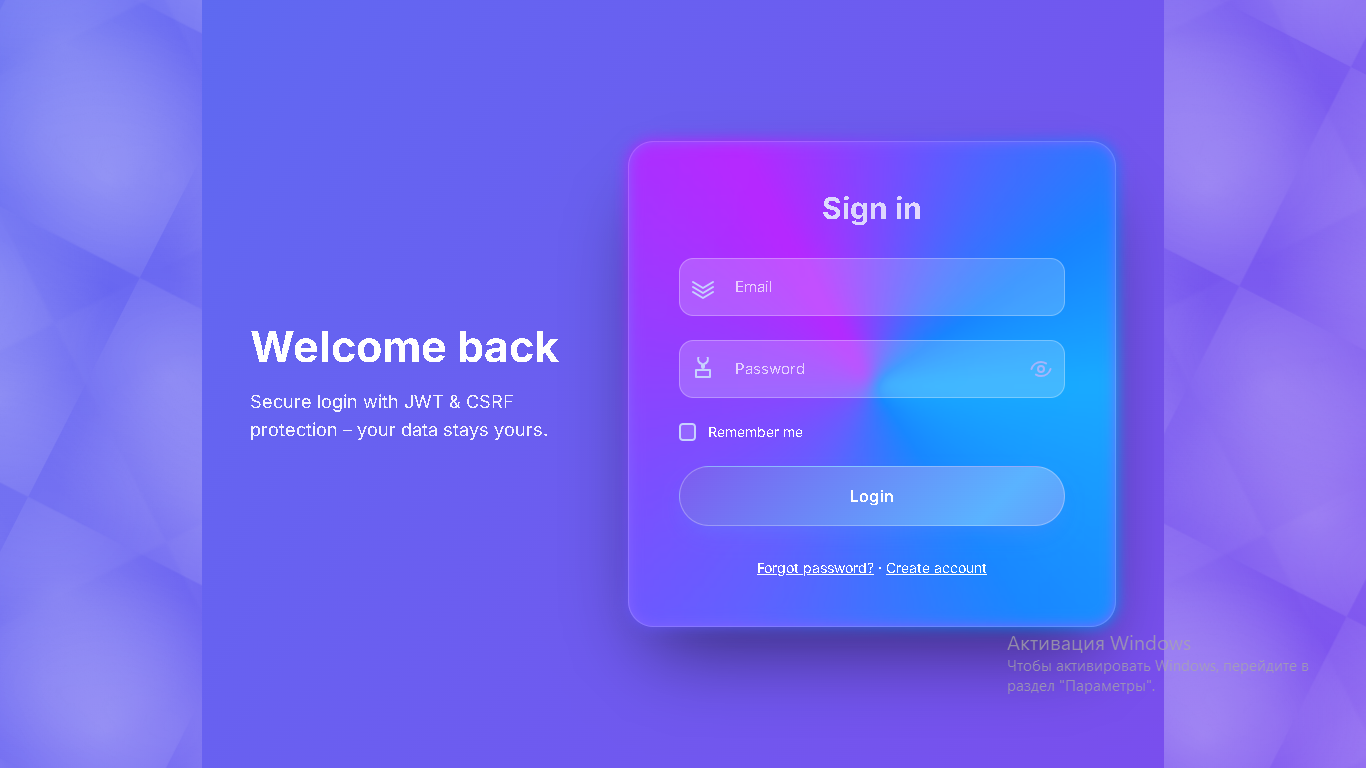 Welcome back
Secure login with JWT & CSRF
protection – your data stays yours.
Sign in
Email
Password
Remember me
Login
Forgot password? · Create account
Активация Windows
Чтобы активировать Windows, перейдите в
раздел "Параметры".